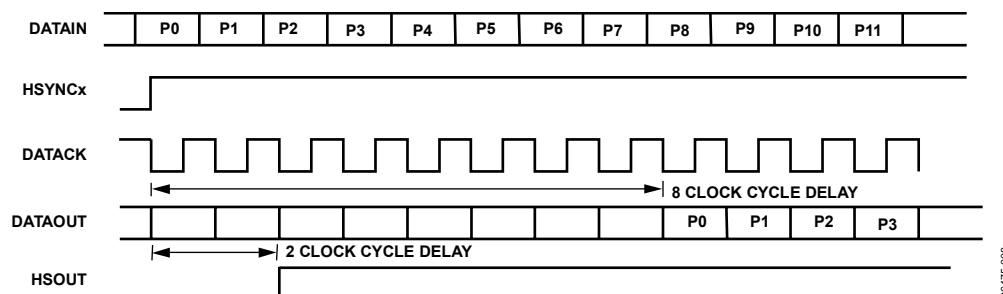 DATAIN P0 P1 P2 P3 P4 P5 P6 P7 P8 P9 P10 P11
HSYNCx
DATACK
8 CLOCK CYCLE DELAY
DATAOUT P0 P1 P2 P3
2 CLOCK CYCLE DELAY
HSOUT